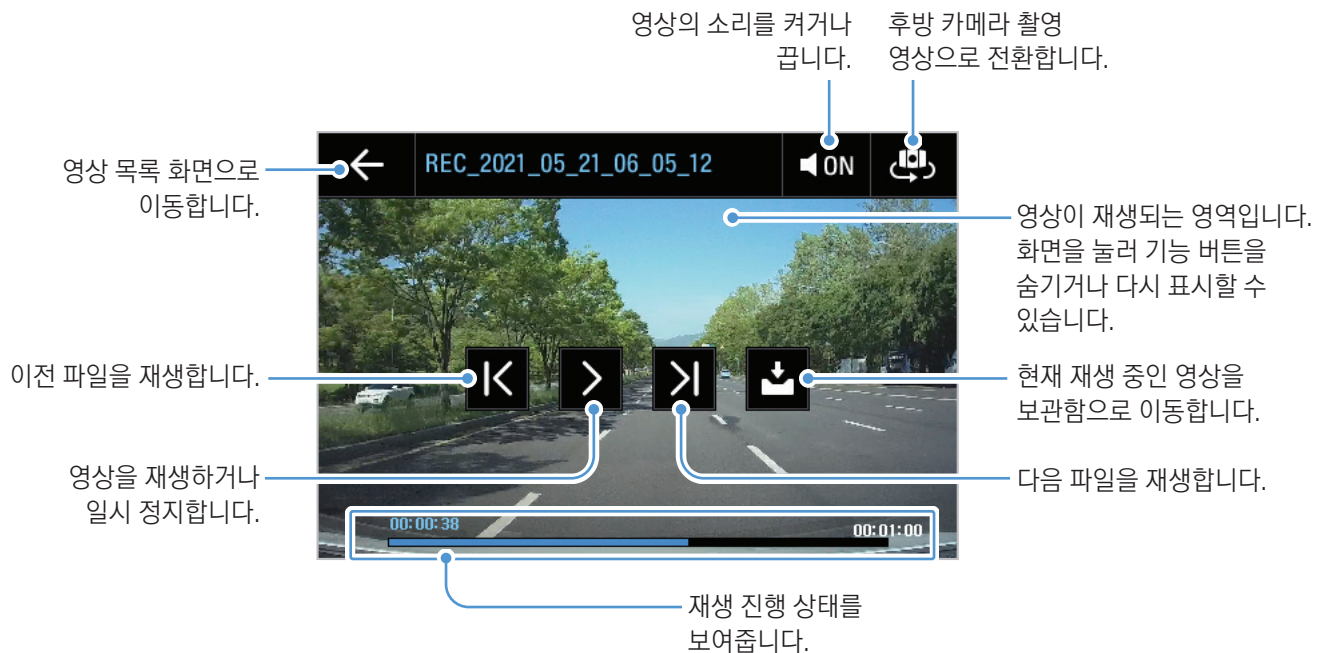 영상의 소리를 켜거나
끕니다.
후방 카메라 촬영
영상으로 전환합니다.
영상 목록 화면으로
이동합니다.
REC_2021_05_21_06_05_12
ON
영상이 재생되는 영역입니다.
화면을 눌러 기능 버튼을
숨기거나 다시 표시할 수
있습니다.
이전 파일을 재생합니다.
현재 재생 중인 영상을
보관함으로 이동합니다.
영상을 재생하거나
일시 정지합니다.
다음 파일을 재생합니다.
00:00:38
00:01:00
재생 진행 상태를
보여줍니다.